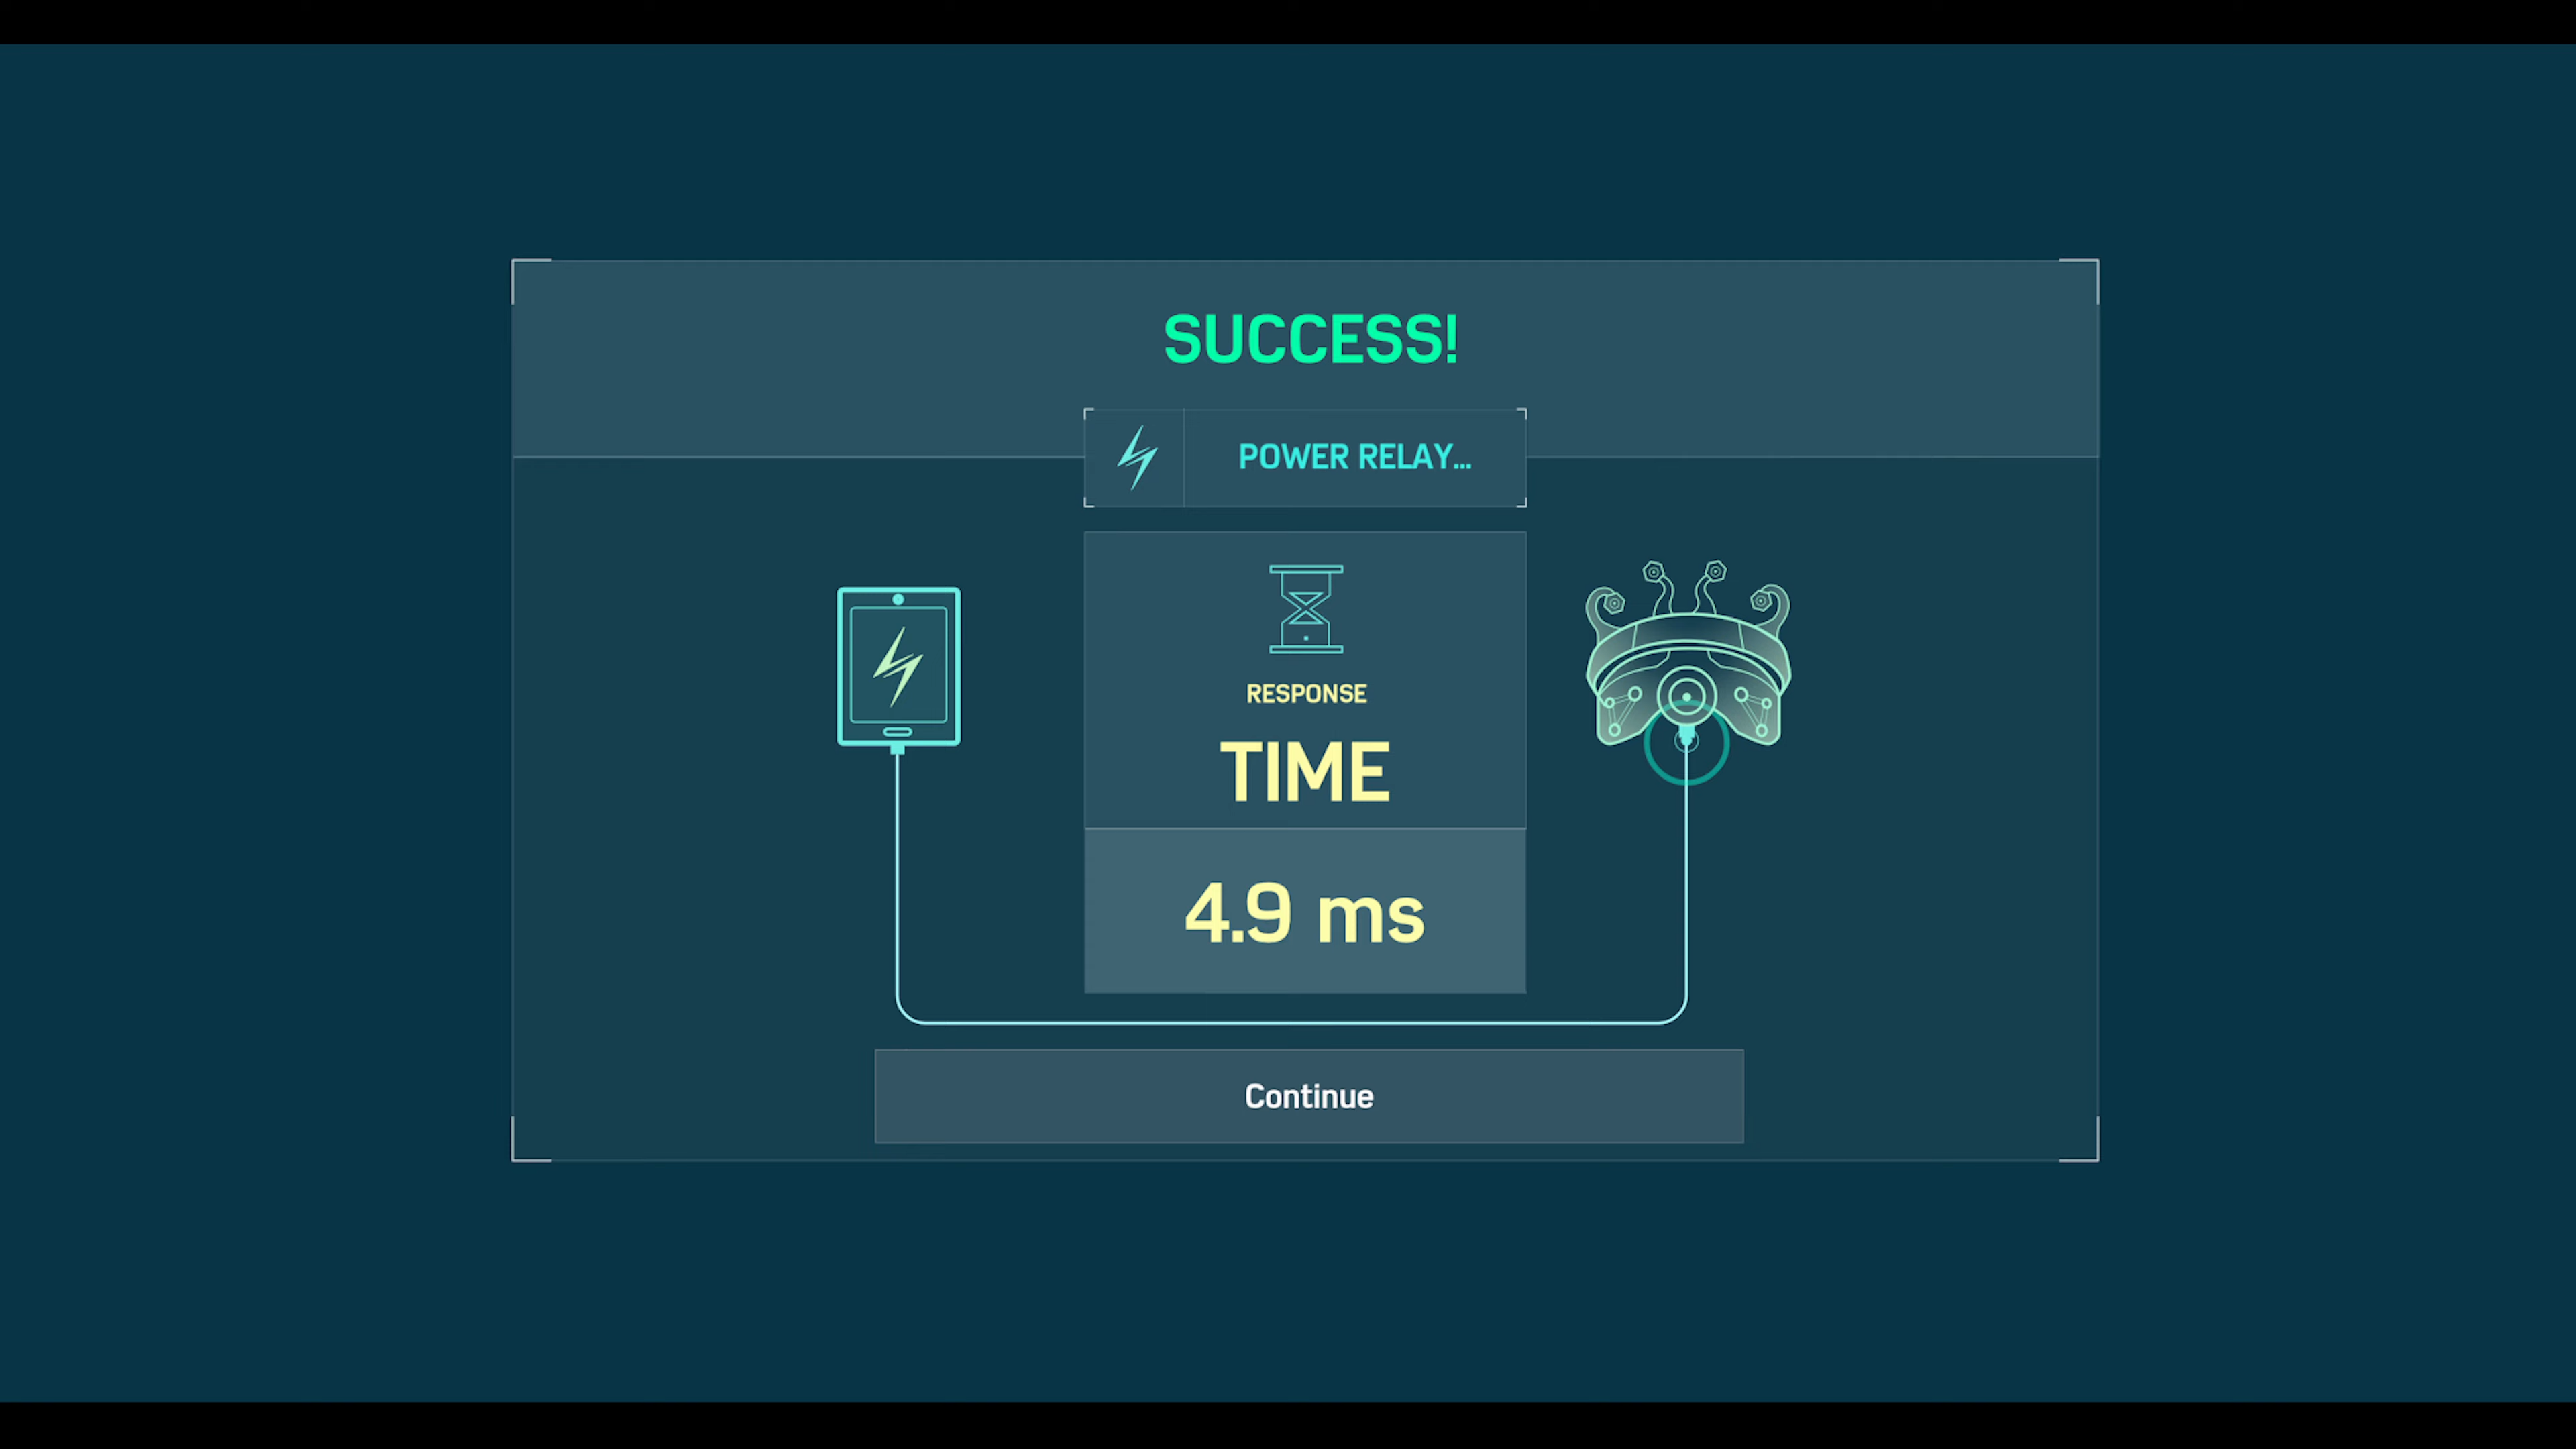 SUCCESS!
POWER RELAY...
RESPONSE
TIME
4.9 ms
Continue